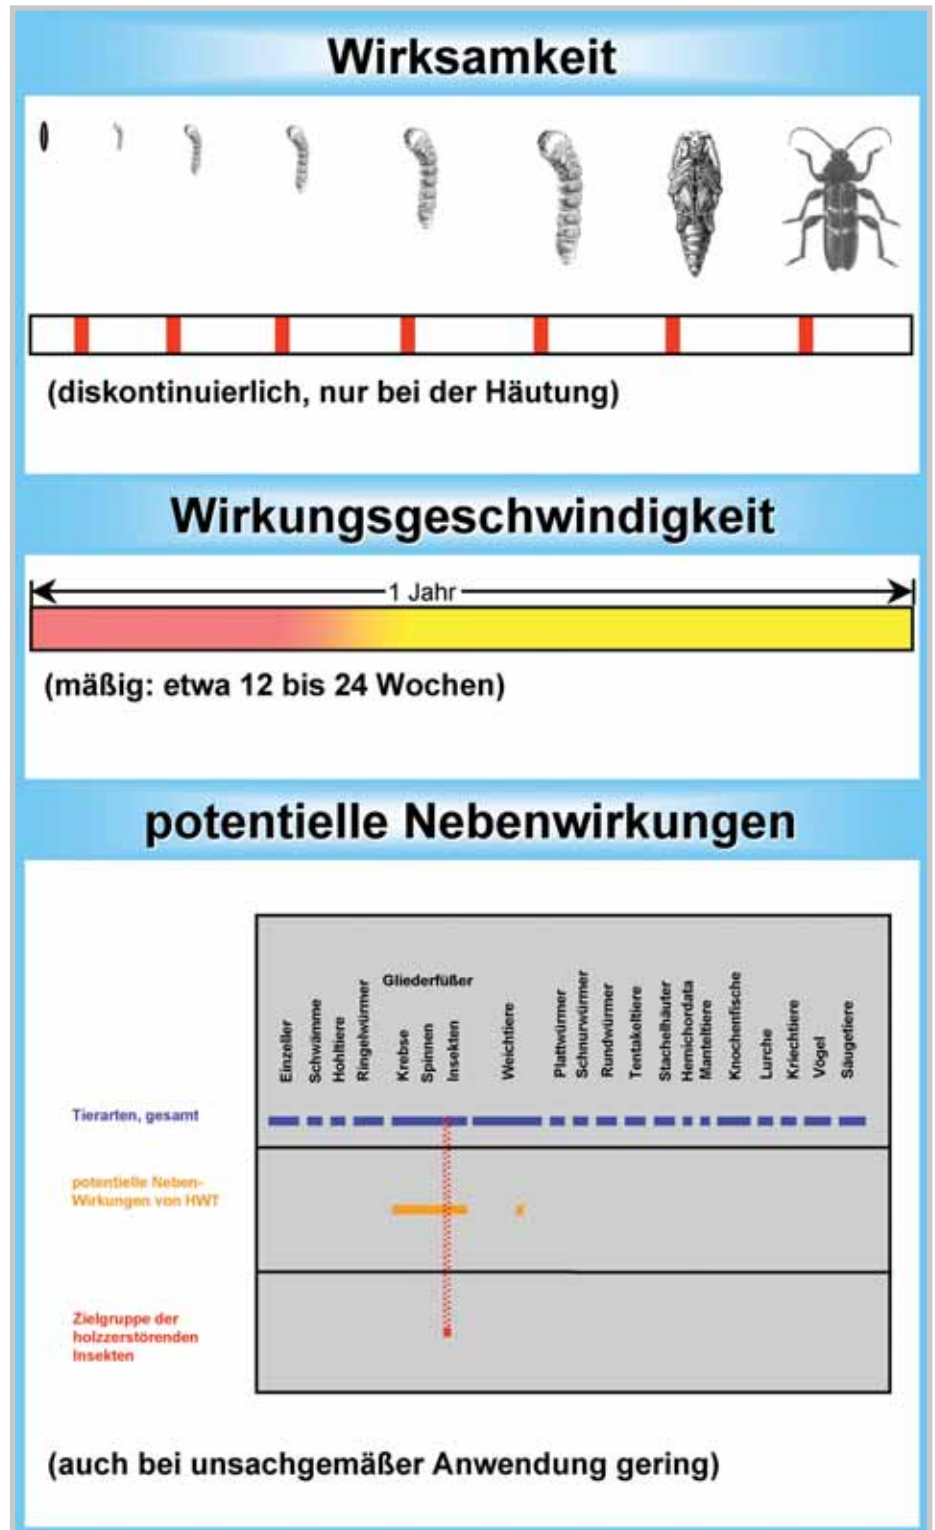 Wirksamkeit
(diskontinuierlich, nur bei der Häutung)
Wirkungsgeschwindigkeit
1 Jahr
(mäßig: etwa 12 bis 24 Wochen)
potentielle Nebenwirkungen
Gliederfüßer
Einzeller
Schwämme
Hohltiere
Ringelwürmer
Krebse
Spinnen
Insekten
Weichtiere
Plattwürmer
Schnurwürmer
Rundwürmer
Tentakeltiere
Stachelhäuter
Hemichordata
Manteltiere
Knochenfische
Lurche
Kriechtiere
Vögel
Säugetiere
Tierarten, gesamt
potentielle Neben-
Wirkungen von HWT
Zielgruppe der
holzzerstörenden
Insekten
(auch bei unsachgemäßer Anwendung gering)